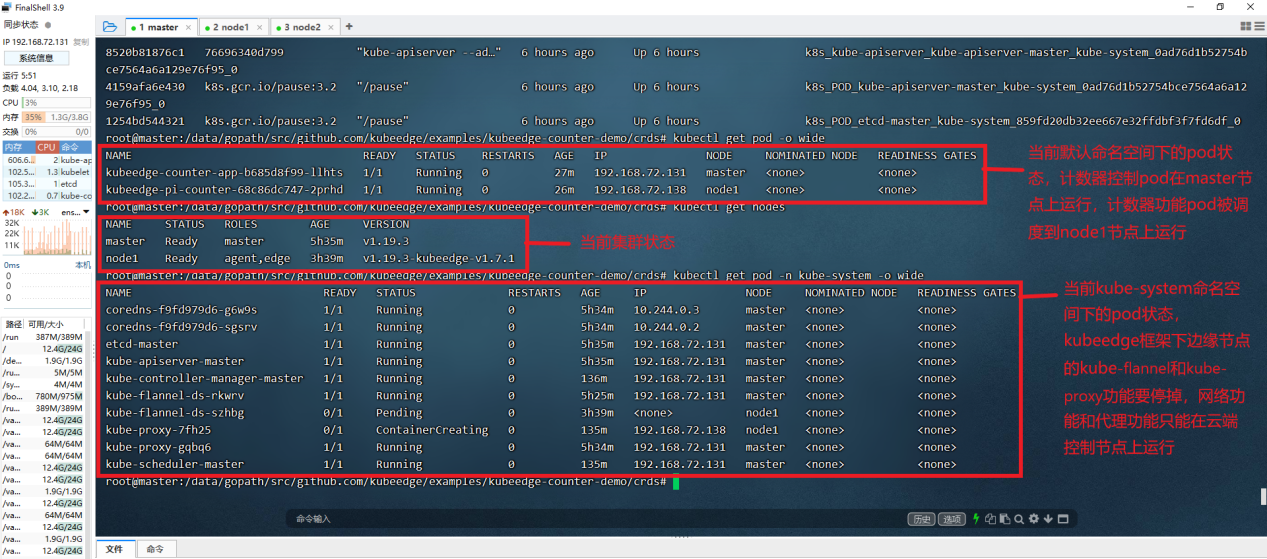 FinalShell 3.9
同步状态
1 master × 2 node1 × 3 node2 × +
IP 192.168.72.131 复制
系统信息
运行 5:51
负载 4.04, 3.10, 2.18
CPU 3%
内存 35% 1.3G/3.8G
交换 0% 0/0
内存 CPU 命令
606.6... 2 kube-ap
102.5... 1.3 kubelet
105.3... 1 etcd
102.2... 0.7 kube-co
18K 3K ens...
32K
22K
11K
0ms 本机
0
0
0
路径 可用/大小
/run 387M/389M
/ 12.4G/24G
/de... 1.9G/1.9G
/ru... 5M/5M
/sy... 4M/4M
/bo... 780M/975M
/ru... 389M/389M
/va... 12.4G/24G
/va... 12.4G/24G
/va... 64M/64M
/va... 64M/64M
/va... 12.4G/24G
/va... 12.4G/24G
/va... 1.9G/1.9G
/va... 12.4G/24G
/va... 64M/64M
/va... 12.4G/24G
/va... 12.4G/24G
/va... 12.4G/24G
8520b81876c1 76696340d799 "kube-apiserver --ad…" 6 hours ago Up 6 hours k8s_kube-apiserver_kube-apiserver-master_kube-system_0ad76d1b52754b
ce7564a6a129e76f95_0
4159afa6e430 k8s.gcr.io/pause:3.2 "/pause" 6 hours ago Up 6 hours k8s_POD_kube-apiserver-master_kube-system_0ad76d1b52754bce7564a6a12
9e76f95_0
1254bd544321 k8s.gcr.io/pause:3.2 "/pause" 6 hours ago Up 6 hours k8s_POD_etcd-master_kube-system_859fd20db32ee667e32ffdbf3f7fd6df_0
root@master:/data/gopath/src/github.com/kubeedge/examples/kubeedge-counter-demo/crds# kubectl get pod -o wide
NAME READY STATUS RESTARTS AGE IP NODE NOMINATED NODE READINESS GATES
kubeedge-counter-app-b685d8f99-llhts 1/1 Running 0 27m 192.168.72.131 master <none> <none>
kubeedge-pi-counter-68c86dc747-2prhd 1/1 Running 0 26m 192.168.72.138 node1 <none> <none>
root@master:/data/gopath/src/github.com/kubeedge/examples/kubeedge-counter-demo/crds# kubectl get nodes
NAME STATUS ROLES AGE VERSION
master Ready master 5h35m v1.19.3
node1 Ready agent,edge 3h39m v1.19.3-kubeedge-v1.7.1
root@master:/data/gopath/src/github.com/kubeedge/examples/kubeedge-counter-demo/crds# kubectl get pod -n kube-system -o wide
NAME READY STATUS RESTARTS AGE IP NODE NOMINATED NODE READINESS GATES
coredns-f9fd979d6-g6w9s 1/1 Running 0 5h34m 10.244.0.3 master <none> <none>
coredns-f9fd979d6-sgsrv 1/1 Running 0 5h34m 10.244.0.2 master <none> <none>
etcd-master 1/1 Running 0 5h35m 192.168.72.131 master <none> <none>
kube-apiserver-master 1/1 Running 0 5h35m 192.168.72.131 master <none> <none>
kube-controller-manager-master 1/1 Running 0 136m 192.168.72.131 master <none> <none>
kube-flannel-ds-rkwrv 1/1 Running 0 5h25m 192.168.72.131 master <none> <none>
kube-flannel-ds-szhbg 0/1 Pending 0 3h39m <none> node1 <none> <none>
kube-proxy-7fh25 0/1 ContainerCreating 0 135m 192.168.72.138 node1 <none> <none>
kube-proxy-gqbq6 1/1 Running 0 5h34m 192.168.72.131 master <none> <none>
kube-scheduler-master 1/1 Running 0 135m 192.168.72.131 master <none> <none>
root@master:/data/gopath/src/github.com/kubeedge/examples/kubeedge-counter-demo/crds#
当前默认命名空间下的pod状
态，计数器控制pod在master节
点上运行，计数器功能pod被调
度到node1节点上运行
当前集群状态
当前kube-system命名空
间下的pod状态，
kubeedge框架下边缘节点
的kube-flannel和kube-
proxy功能要停掉，网络功
能和代理功能只能在云端
控制节点上运行
命令输入
历史 选项
文件 命令